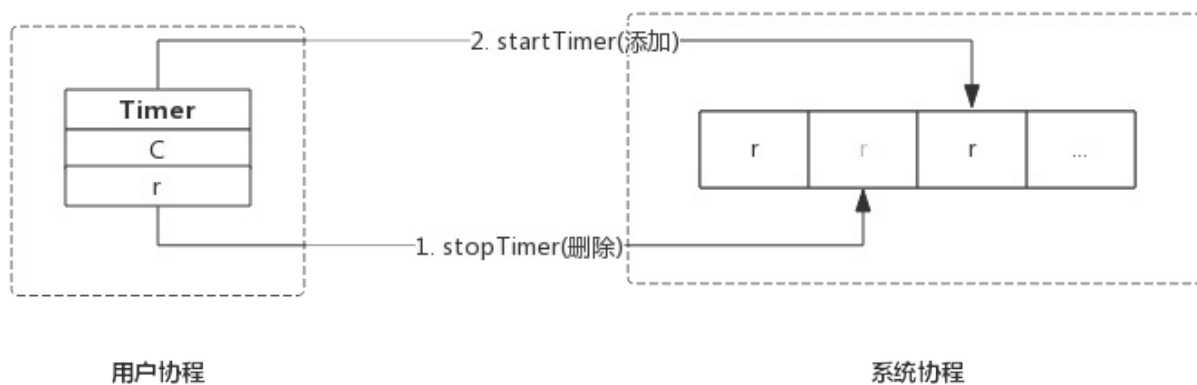 2. startTimer(添加)
Timer
C
r
r r r ...
1. stopTimer(删除)
用户协程 系统协程